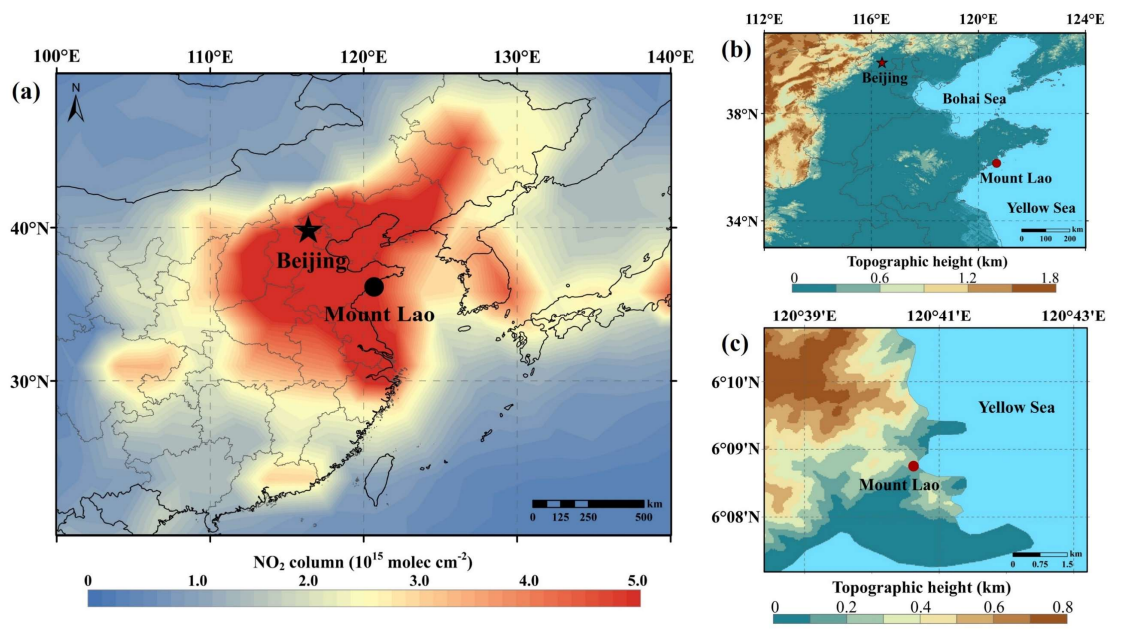 (a)
100°E 110°E 120°E 130°E 140°E
N
40°N
30°N
Beijing
Mount Lao
km
0 125 250 500
NO₂ column (10¹⁵ molec cm⁻²)
0 1.0 2.0 3.0 4.0 5.0
(b)
112°E 116°E 120°E 124°E
38°N
34°N
Beijing
Bohai Sea
Mount Lao
Yellow Sea
km
0 100 200
Topographic height (km)
0 0.6 1.2 1.8
(c)
120°39'E 120°41'E 120°43'E
6°10'N
6°09'N
6°08'N
Yellow Sea
Mount Lao
km
0 0.75 1.5
Topographic height (km)
0 0.2 0.4 0.6 0.8